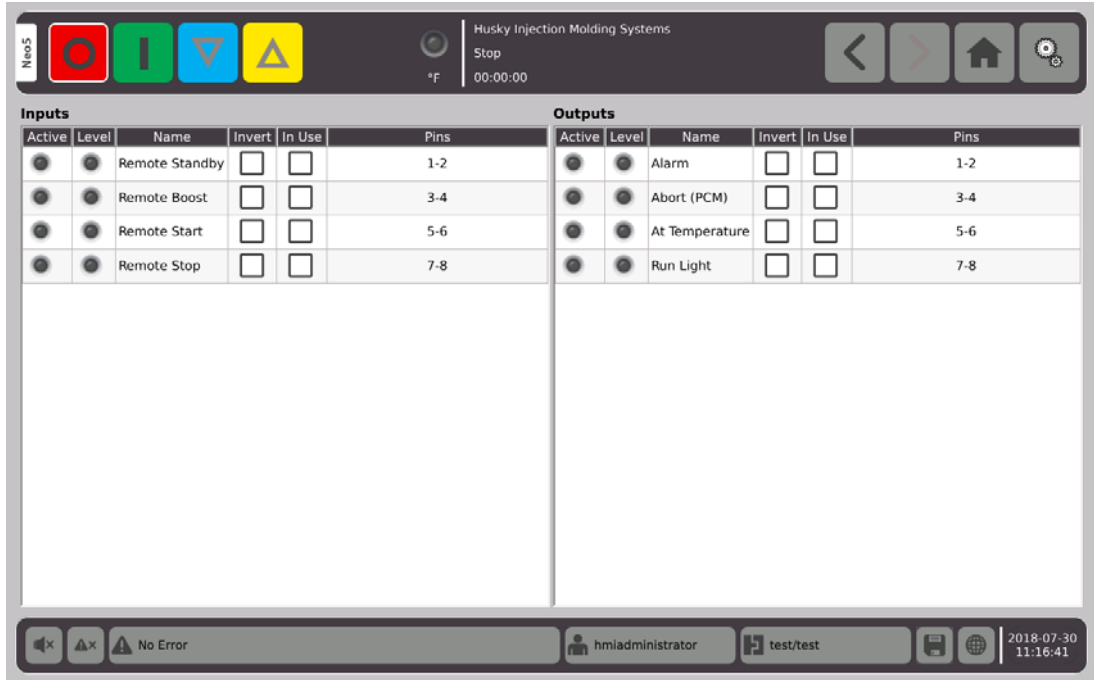 Neo5
Husky Injection Molding Systems
Stop
°F
00:00:00
Inputs
Active Level Name Invert In Use Pins
Remote Standby 1-2
Remote Boost 3-4
Remote Start 5-6
Remote Stop 7-8
Outputs
Active Level Name Invert In Use Pins
Alarm 1-2
Abort (PCM) 3-4
At Temperature 5-6
Run Light 7-8
No Error
hmiadministrator
test/test
2018-07-30
11:16:41